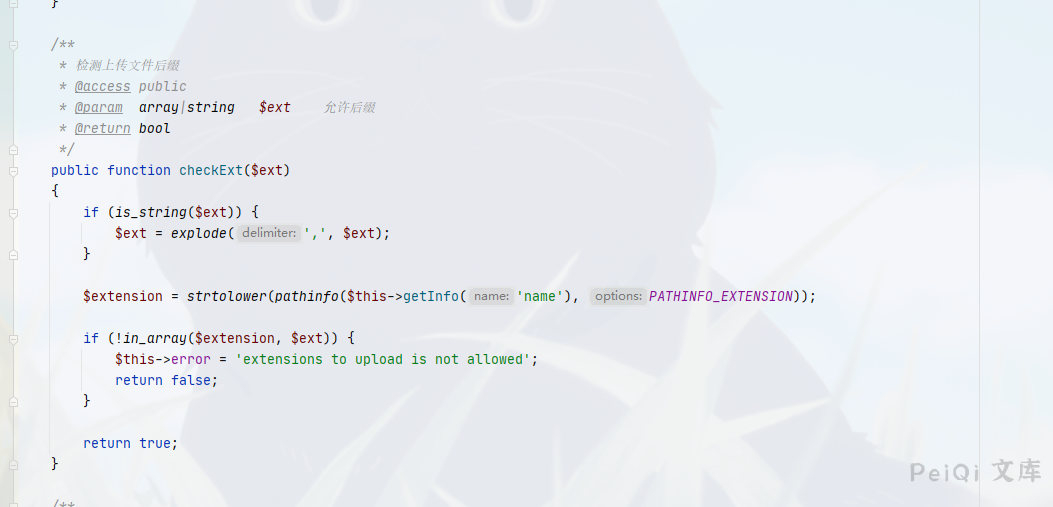 }
/**
 * 检测上传文件后缀
 * @access public
 * @param  array|string   $ext    允许后缀
 * @return bool
 */
public function checkExt($ext)
{
    if (is_string($ext)) {
        $ext = explode( delimiter: ',', $ext);
    }
    $extension = strtolower(pathinfo($this->getInfo( name: 'name'), options: PATHINFO_EXTENSION));
    if (!in_array($extension, $ext)) {
        $this->error = 'extensions to upload is not allowed';
        return false;
    }
    return true;
}
/**
PeiQi 文库